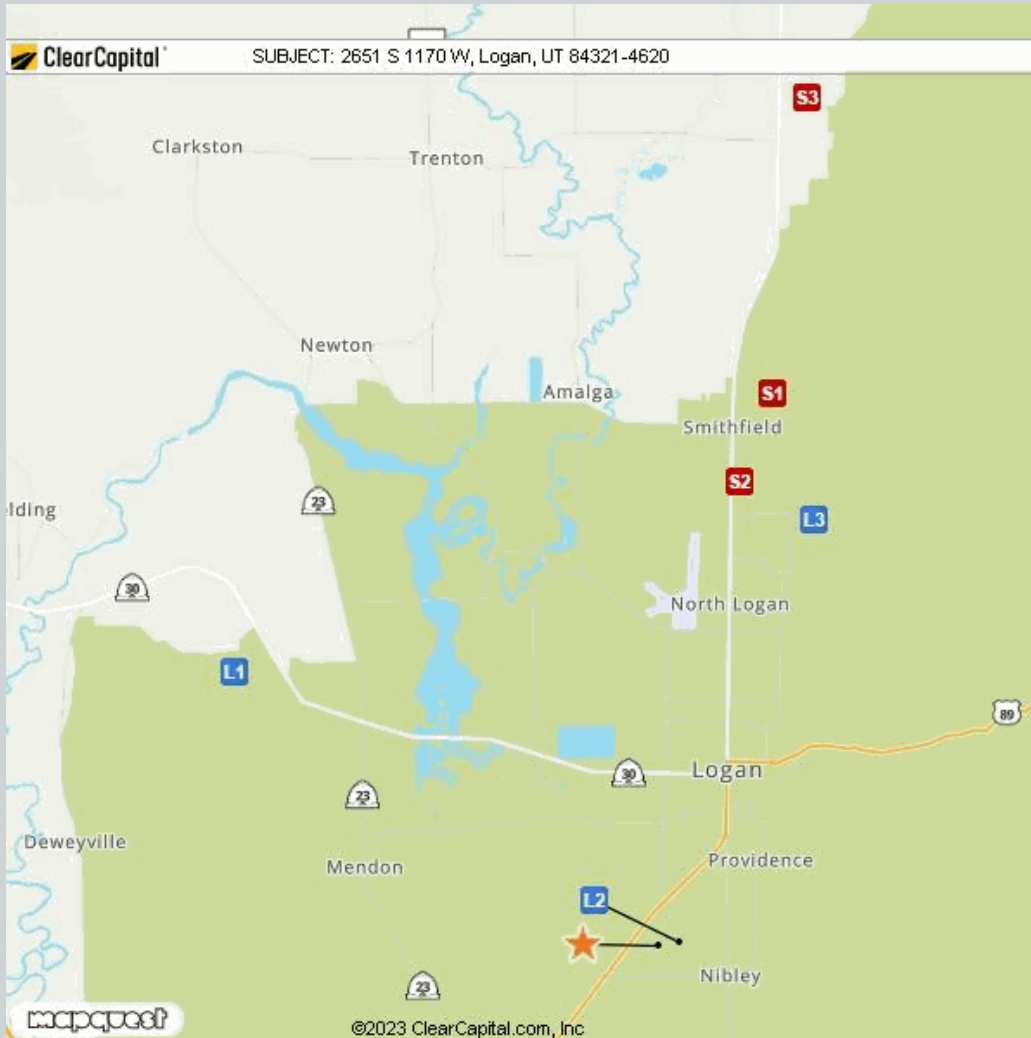 ClearCapital
SUBJECT: 2651 S 1170 W, Logan, UT 84321-4620
S3
Clarkston
Trenton
Newton
Amalga
S1
Smithfield
S2
23
lding
L3
30
North Logan
L1
89
Logan
30
23
Deweyville
Providence
Mendon
L2
Nibley
23
mapquest
©2023 ClearCapital.com, Inc